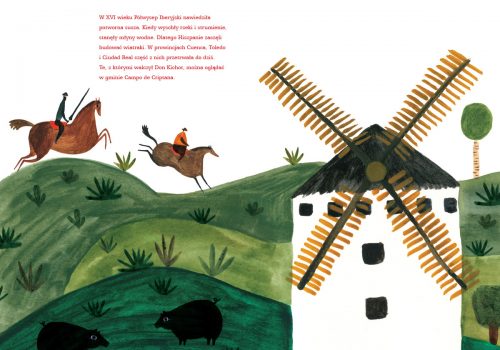 W XVI wieku Półwysep Iberyjski nawiedziła
potworna susza. Kiedy wyschły rzeki i strumienie,
stanęły młyny wodne. Dlatego Hiszpanie zaczęli
budować wiatraki. W prowincjach Cuenca, Toledo
i Ciudad Real część z nich przetrwała do dziś.
Te, z którymi walczył Don Kichot, można oglądać
w gminie Campo de Criptana.